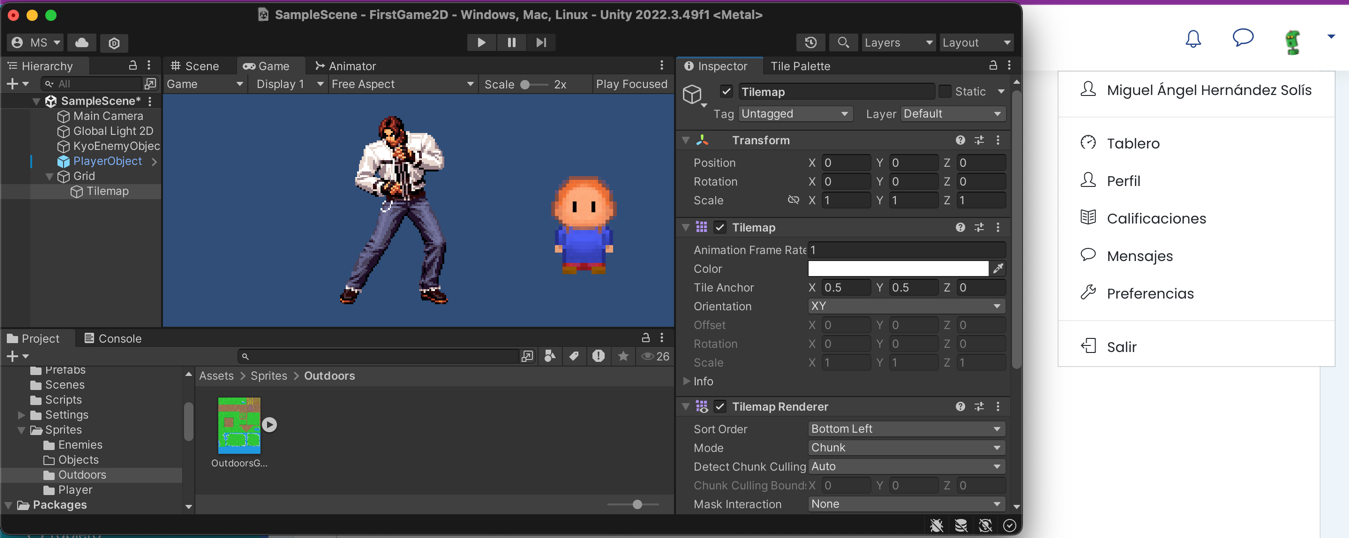 SampleScene - FirstGame2D - Windows, Mac, Linux - Unity 2022.3.49f1 <Metal>
MS
Layers
Layout
Hierarchy
All
SampleScene*
Main Camera
Global Light 2D
KyoEnemyObjec
PlayerObject
Grid
Tilemap
Scene
Game
Animator
Game
Display 1
Free Aspect
Scale
2x
Play Focused
Inspector
Tile Palette
Tilemap
Static
Tag Untagged
Layer Default
Transform
Position X 0 Y 0 Z 0
Rotation X 0 Y 0 Z 0
Scale X 1 Y 1 Z 1
Tilemap
Animation Frame Rate 1
Color
Tile Anchor X 0.5 Y 0.5 Z 0
Orientation XY
Offset X 0 Y 0 Z 0
Rotation X 0 Y 0 Z 0
Scale X 1 Y 1 Z 1
Info
Tilemap Renderer
Sort Order Bottom Left
Mode Chunk
Detect Chunk Culling Auto
Chunk Culling Bounds X 0 Y 0 Z 0
Mask Interaction None
Project
Console
26
Prefabs
Scenes
Scripts
Settings
Sprites
Enemies
Objects
Outdoors
Player
Packages
Assets > Sprites > Outdoors
OutdoorsG...
Miguel Ángel Hernández Solís
Tablero
Perfil
Calificaciones
Mensajes
Preferencias
Salir